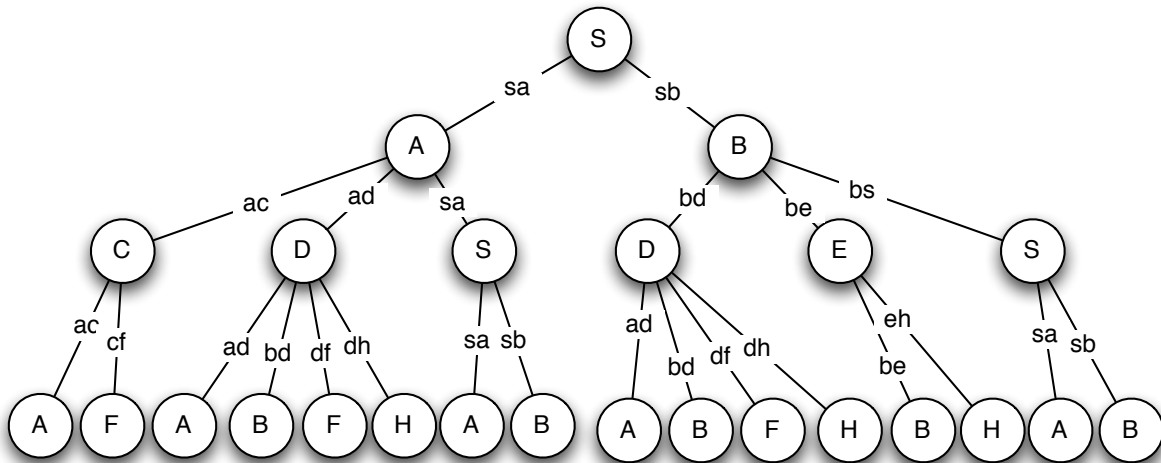 S
sa sb
A B
ac ad sa bd be bs
C D S D E S
ac cf ad bd df dh sa sb ad bd df dh be eh sa sb
A F A B F H A B A B F H B H A B